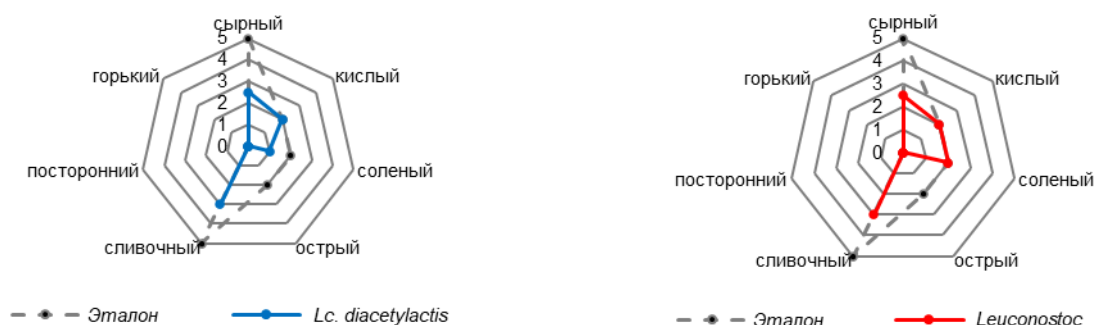 сырный
5
4
3
2
1
0
кислый
соленый
острый
сливочный
посторонний
горький
Эталон
Lc. diacetylactis
сырный
5
4
3
2
1
0
кислый
соленый
острый
сливочный
посторонний
горький
Эталон
Leuconostoc